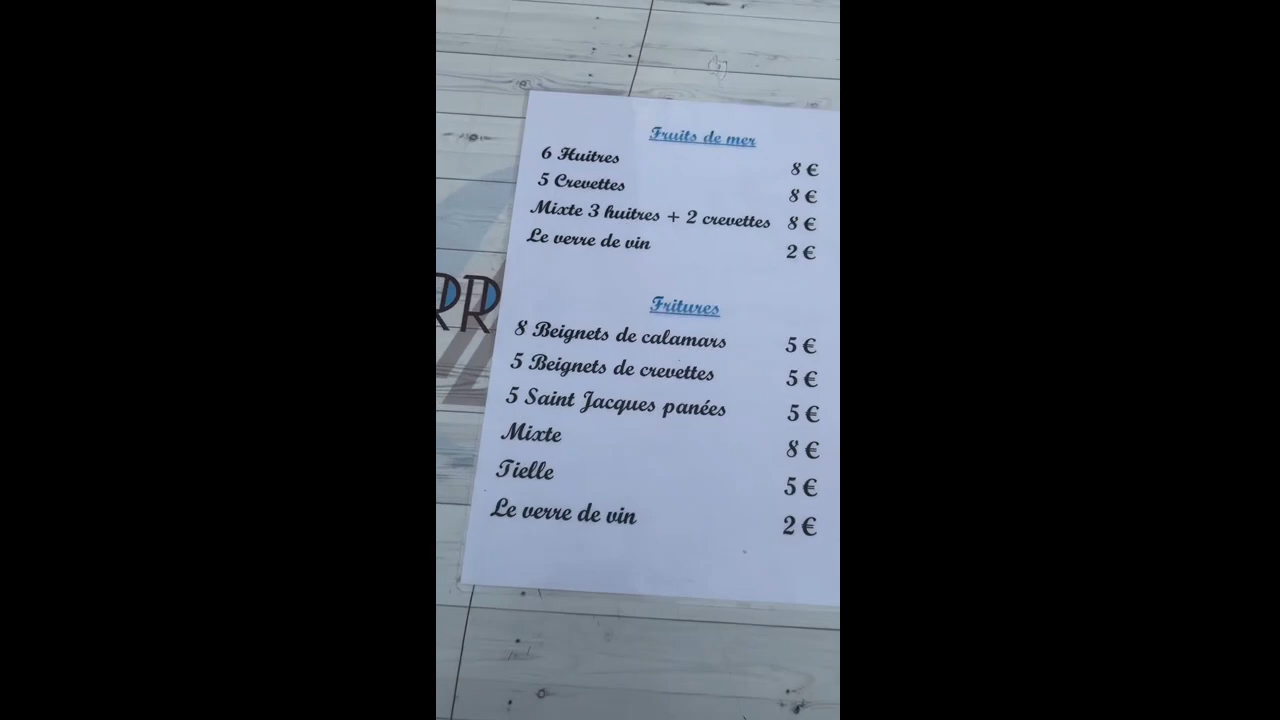 Fruits de mer
6 Huitres 8 €
5 Crevettes 8 €
Mixte 3 huitres + 2 crevettes 8 €
Le verre de vin 2 €
Fritures
8 Beignets de calamars 5 €
5 Beignets de crevettes 5 €
5 Saint Jacques panées 5 €
Mixte 8 €
Tielle 5 €
Le verre de vin 2 €
RR